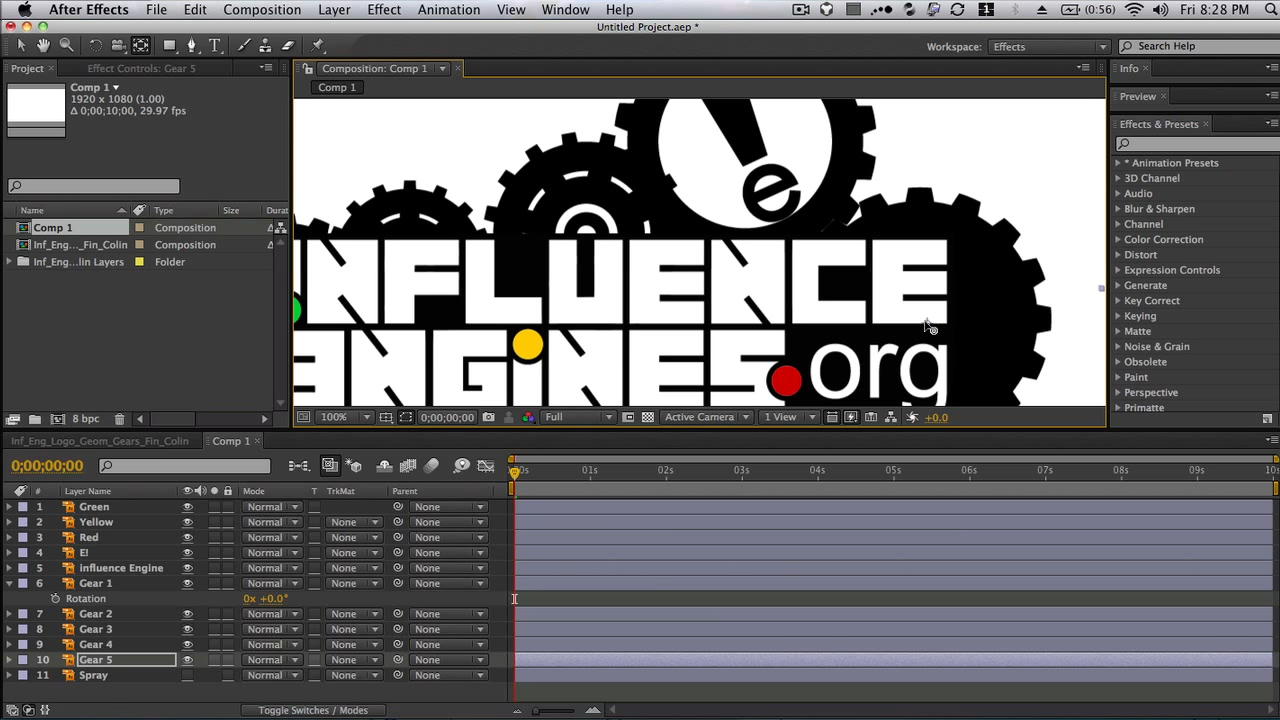 After Effects File Edit Composition Layer Effect Animation View Window Help 1 (0:56) Fri 8:28 PM
Untitled Project.aep *
Workspace: Effects Search Help
Project Effect Controls: Gear 5 Composition: Comp 1 Info
Comp 1
Comp 1
1920 x 1080 (1.00)
Δ 0;00;10;00, 29.97 fps
Preview
Effects & Presets
* Animation Presets
3D Channel
Audio
Blur & Sharpen
Channel
Color Correction
Distort
Expression Controls
Generate
Key Correct
Keying
Matte
Noise & Grain
Obsolete
Paint
Perspective
Primatte
Name Type Size Durat
Comp 1 Composition
Inf_Eng..._Fin_Colin Composition
Inf_Eng...lin Layers Folder
8 bpc
e
INFLUENCE
ENGiNES.org
100% 0;00;00;00 Full Active Camera 1 View +0.0
Inf_Eng_Logo_Geom_Gears_Fin_Colin Comp 1
0;00;00;00
0s 01s 02s 03s 04s 05s 06s 07s 08s 09s 10s
# Layer Name Mode T TrkMat Parent
1 Green Normal None
2 Yellow Normal None None
3 Red Normal None None
4 E! Normal None None
5 Influence Engine Normal None None
6 Gear 1 Normal None None
Rotation 0x +0.0°
7 Gear 2 Normal None None
8 Gear 3 Normal None None
9 Gear 4 Normal None None
10 Gear 5 Normal None None
11 Spray Normal None None
Toggle Switches / Modes